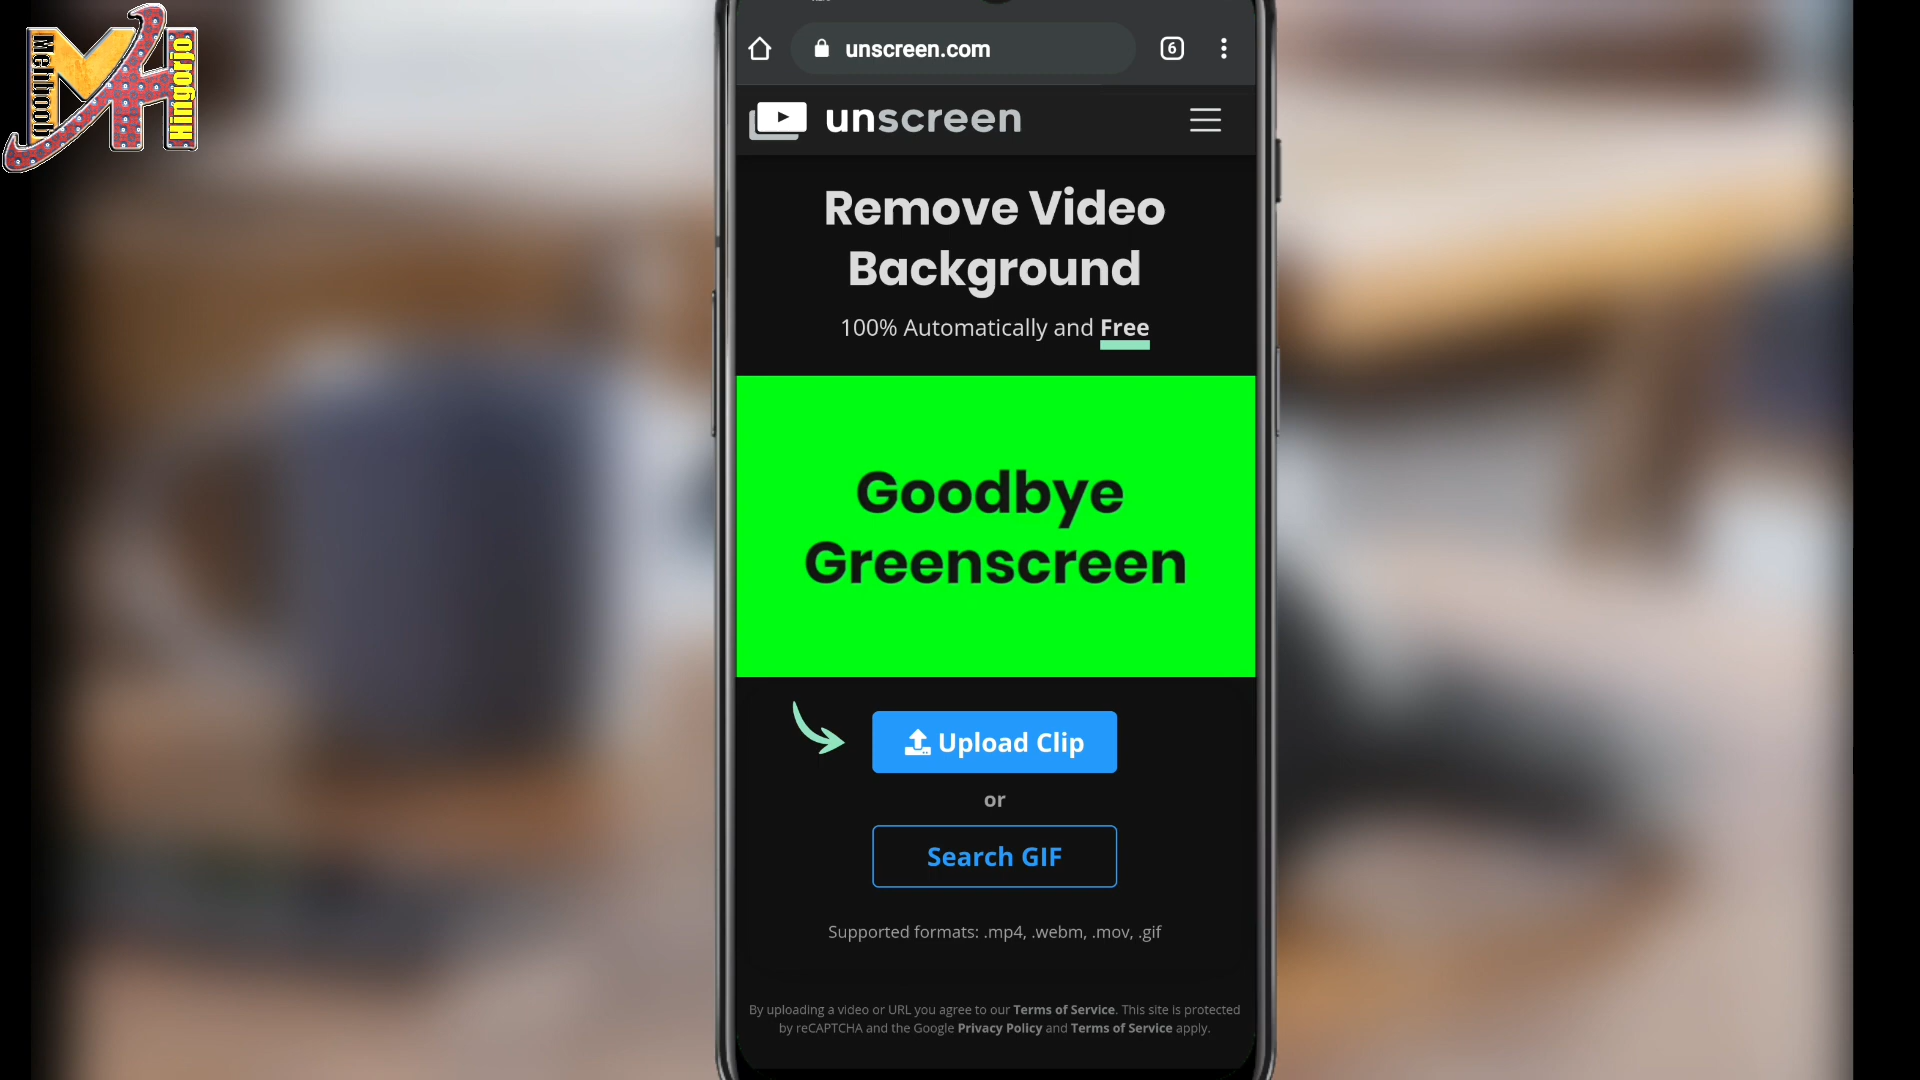 Mehtroob
Hingorjo
unscreen.com
6
unscreen
Remove Video
Background
100% Automatically and Free
Goodbye
Greenscreen
Upload Clip
or
Search GIF
Supported formats: .mp4, .webm, .mov, .gif
By uploading a video or URL you agree to our Terms of Service. This site is protected
by reCAPTCHA and the Google Privacy Policy and Terms of Service apply.